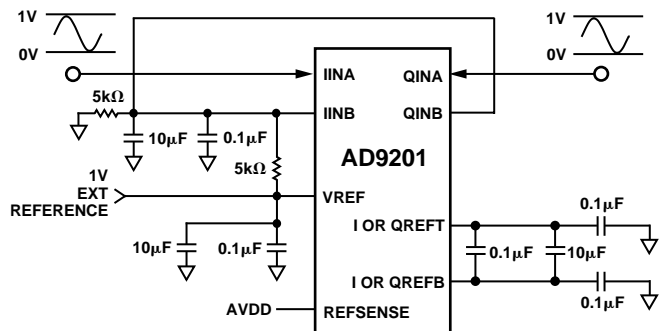 1V
0V
1V
0V
IINA
QINA
5kΩ
IINB
QINB
10μF
0.1μF
5kΩ
AD9201
1V
EXT
REFERENCE
VREF
0.1μF
I OR QREFT
10μF
0.1μF
0.1μF
10μF
I OR QREFB
AVDD
REFSENSE
0.1μF